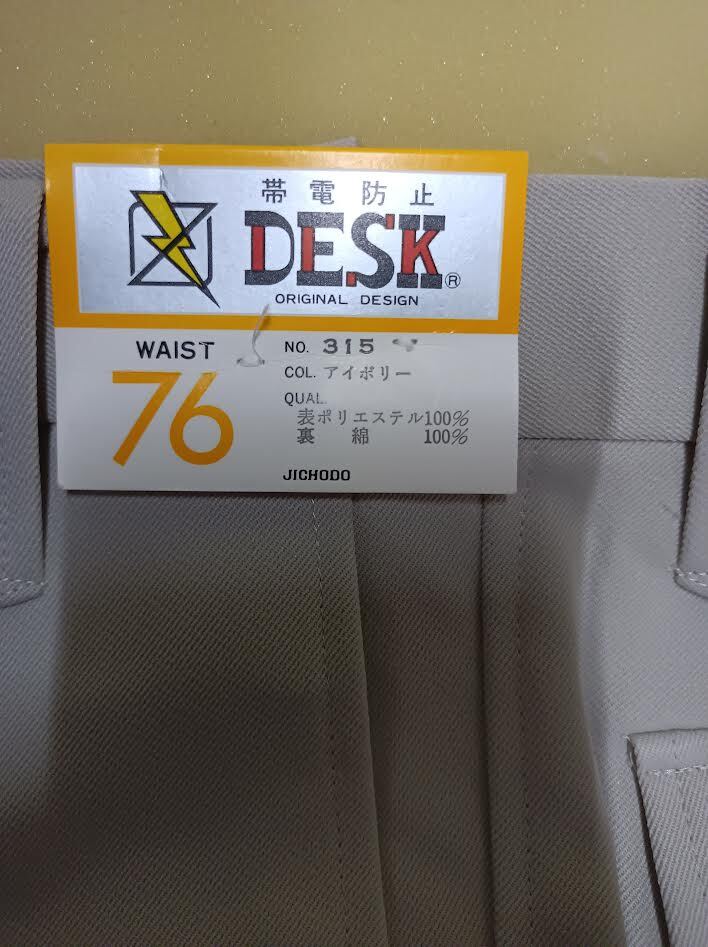 帯電防止
DESK®
ORIGINAL DESIGN
WAIST
76
NO. 315
COL. アイボリー
QUAL.
表ポリエステル100%
裏 綿 100%
JICHODO